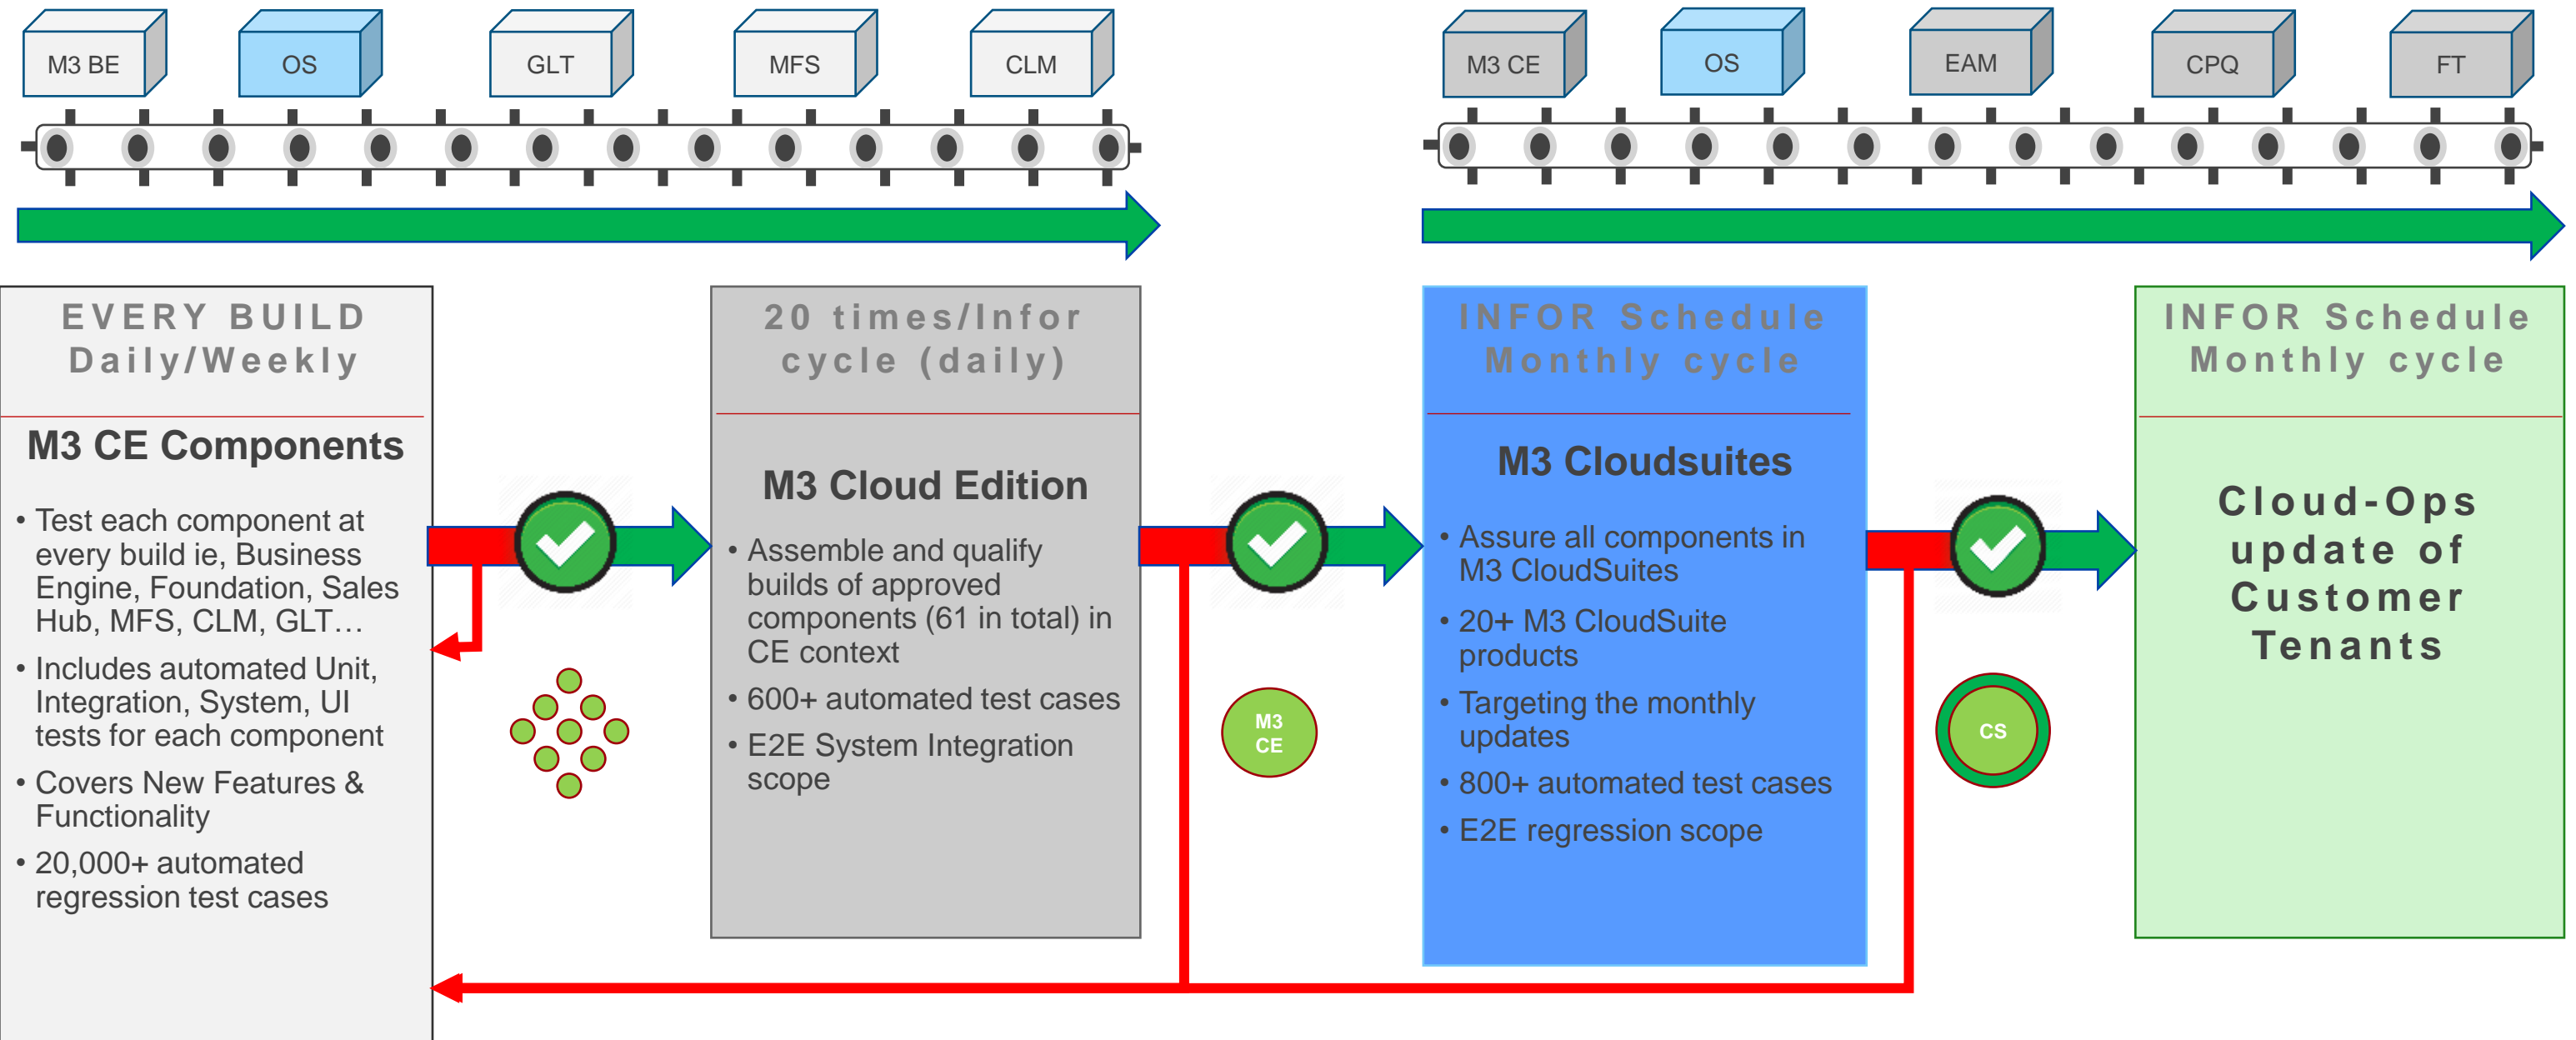 M3 BE
OS
GLT
MFS
CLM
M3 CE
OS
EAM
CPQ
FT
EVERY BUILD
Daily/Weekly
M3 CE Components
• Test each component at
every build ie, Business
Engine, Foundation, Sales
Hub, MFS, CLM, GLT…
• Includes automated Unit,
Integration, System, UI
tests for each component
• Covers New Features &
Functionality
• 20,000+ automated
regression test cases
20 times/Infor
cycle (daily)
M3 Cloud Edition
• Assemble and qualify
builds of approved
components (61 in total) in
CE context
• 600+ automated test cases
• E2E System Integration
scope
M3
CE
INFOR Schedule
Monthly cycle
M3 Cloudsuites
• Assure all components in
M3 CloudSuites
• 20+ M3 CloudSuite
products
• Targeting the monthly
updates
• 800+ automated test cases
• E2E regression scope
CS
INFOR Schedule
Monthly cycle
Cloud-Ops
update of
Customer
Tenants